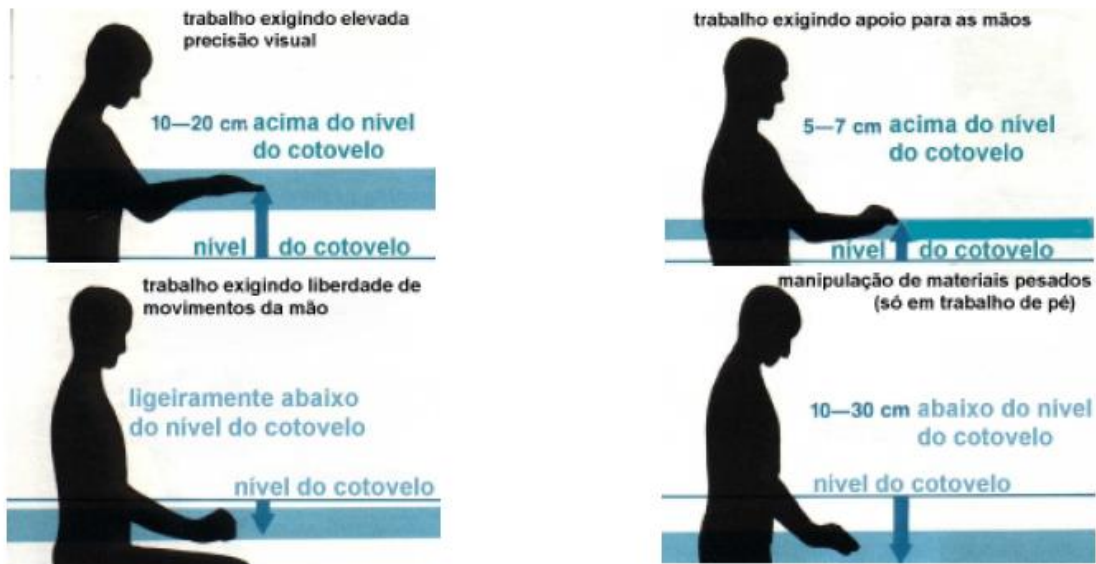 trabalho exigindo elevada
precisão visual
10—20 cm acima do nível
do cotovelo
nível do cotovelo
trabalho exigindo apoio para as mãos
5—7 cm acima do nível
do cotovelo
nível do cotovelo
trabalho exigindo liberdade de
movimentos da mão
ligeiramente abaixo
do nível do cotovelo
nível do cotovelo
manipulação de materiais pesados
(só em trabalho de pé)
10—30 cm abaixo do nível
do cotovelo
nível do cotovelo